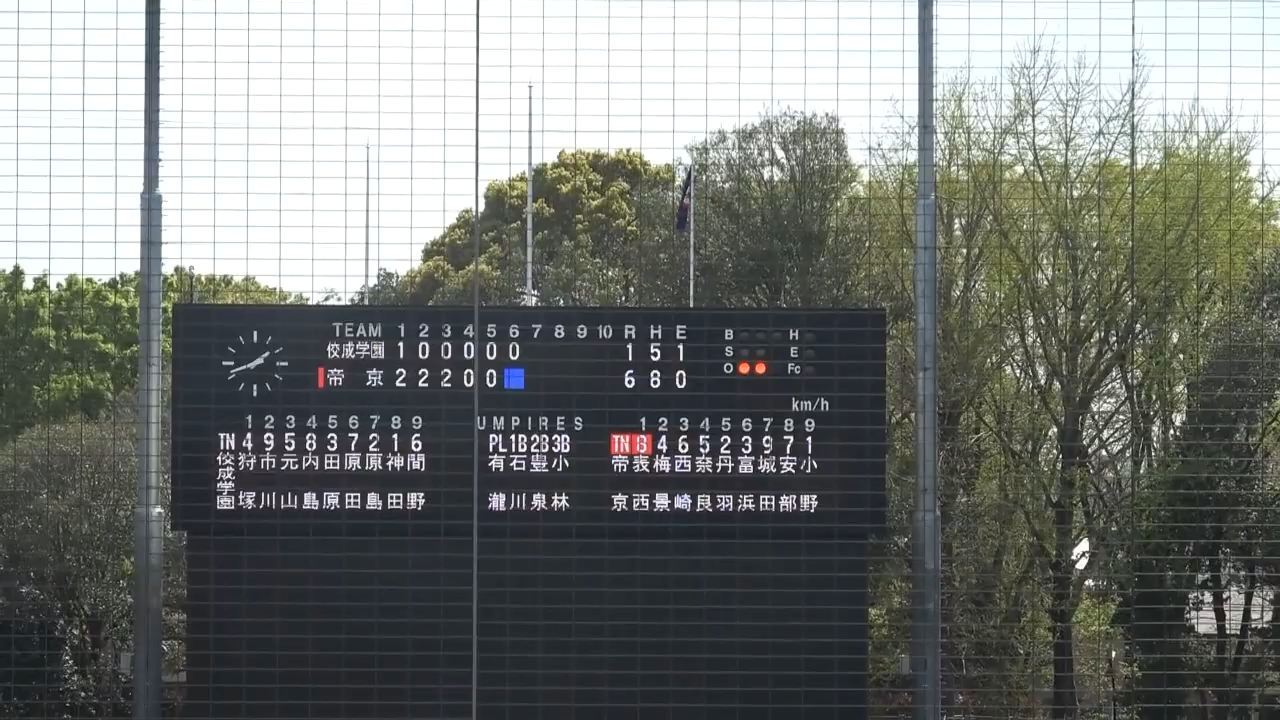 TEAM 1 2 3 4 5 6 7 8 9 10 R H E
佼成学園 1 0 0 0 0 0 1 5 1
帝 京 2 2 2 0 0 6 8 0
B H
S E
O Fc
km/h
1 2 3 4 5 6 7 8 9 UMPIRES 1 2 3 4 5 6 7 8 9
TN 4 9 5 8 3 7 2 1 6 PL 1B 2B 3B TN 8 4 6 5 2 3 9 7 1
佼成学園 狩塚 市川 元山 内島 田原 原田 原島 神田 間野 有瀧 石川 豊泉 小林 帝京 表西 梅景 西崎 奈良 丹羽 富浜 城田 安部 小野